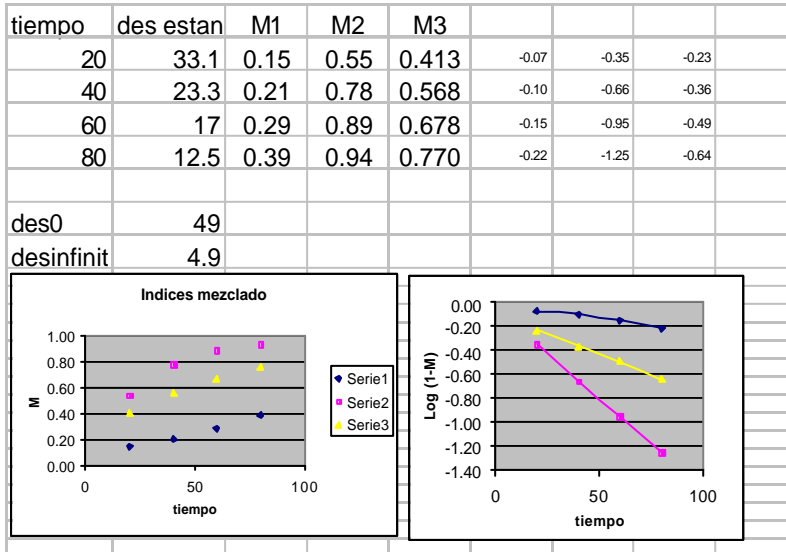 tiempo des estan M1 M2 M3
20 33.1 0.15 0.55 0.413 -0.07 -0.35 -0.23
40 23.3 0.21 0.78 0.568 -0.10 -0.66 -0.36
60 17 0.29 0.89 0.678 -0.15 -0.95 -0.49
80 12.5 0.39 0.94 0.770 -0.22 -1.25 -0.64
des0 49
desinfinit 4.9
Indices mezclado
1.00
0.80
0.60
0.40
0.20
0.00
M
0 50 100
tiempo
Serie1
Serie2
Serie3
0.00
-0.20
-0.40
-0.60
-0.80
-1.00
-1.20
-1.40
Log (1-M)
0 50 100
tiempo